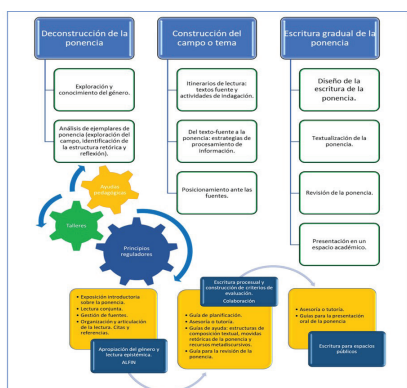 Deconstrucción de la
ponencia
Exploración y
conocimiento del género.
Análisis de ejemplares de
ponencia (exploración del
campo, identificación de
la estructura retórica y
reflexión).
Construcción del
campo o tema
Itinerarios de lectura:
textos fuente y
actividades de indagación.
Del texto-fuente a la
ponencia: estrategias de
procesamiento de
información.
Posicionamiento ante las
fuentes.
Escritura gradual de la
ponencia
Diseño de la
escritura de la
ponencia.
Textualización de la
ponencia.
Revisión de la ponencia.
Presentación en un
espacio académico.
pedagógicas
Talleres
Principios
reguladores
• Exposición introductoria
sobre la ponencia.
• Lectura conjunta.
• Gestión de fuentes.
• Organización y articulación
de la lectura. Citas y
referencias.
Apropiación del género y
lectura epistémica.
ALFIN
Escritura procesual y
construcción de criterios de
evaluación.
Colaboración
• Guía de planificación.
• Asesoría o tutoría.
• Guías de ayuda: estructuras de
composición textual, movidas
retóricas de la ponencia y
recursos metadiscursivos.
• Guía para la revisión de la
ponencia.
• Asesoría o tutoría.
• Guías para la presentación
oral de la ponencia
Escritura para espacios
públicos